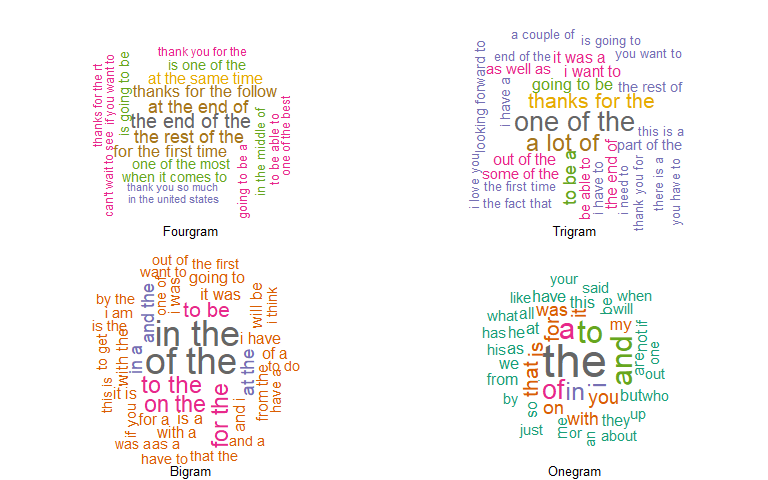 thank you for the
is one of the
at the same time
thanks for the follow
at the end of
the end of the
the rest of the
for the first time
one of the most
when it comes to
thank you so much
in the united states
thanks for the rt
can't wait to see
if you want to
is going to be
going to be a
in the middle of
to be able to
one of the best
Fourgram
a couple of
is going to
end of the
it was a
you want to
as well as
i want to
going to be
the rest of
thanks for the
one of the
this is a
a lot of
part of the
out of the
some of the
the first time
the fact that
looking forward to
i love you
i have a
to be a
be able to
i have to
the end of
i need to
thank you for
there is a
you have to
Trigram
out of
the first
want to
going to
by the
it was
i am
to be
is the
in the
i have
of the
of a
to the
to do
it is
on the
for a
is a
with a
was a
as a
and a
have to
that the
to get
this is
with the
if you
in a
and the
one of
i was
will be
i think
at the
for the
and i
from the
have a
Bigram
your
said
like
have
this
when
what
all
was
will
has
he
at
a
to
my
his
as
the
we
from
of
in
you
but
who
by
on
with
they
up
just
me
or
about
that
is
for
it
be
i
and
are
not
if
one
out
so
an
Onegram